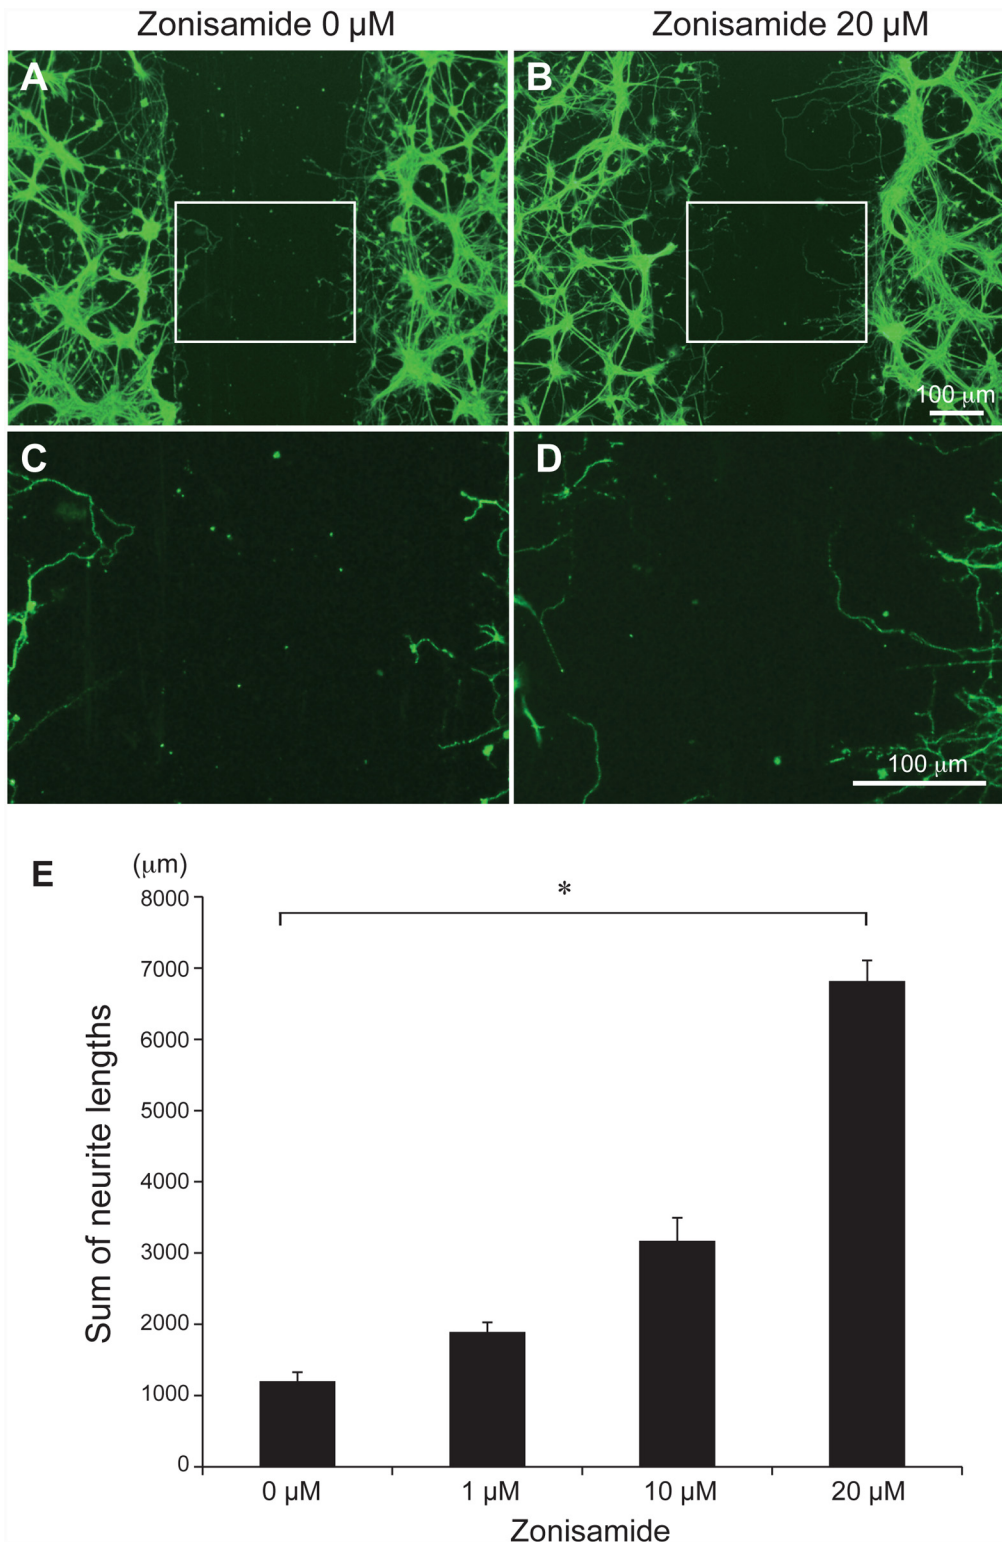 Zonisamide 0 µM
Zonisamide 20 µM
A
B
100 µm
C
D
100 µm
E
(µm)
*
8000
7000
6000
5000
4000
3000
2000
1000
0
Sum of neurite lengths
0 µM
1 µM
10 µM
20 µM
Zonisamide